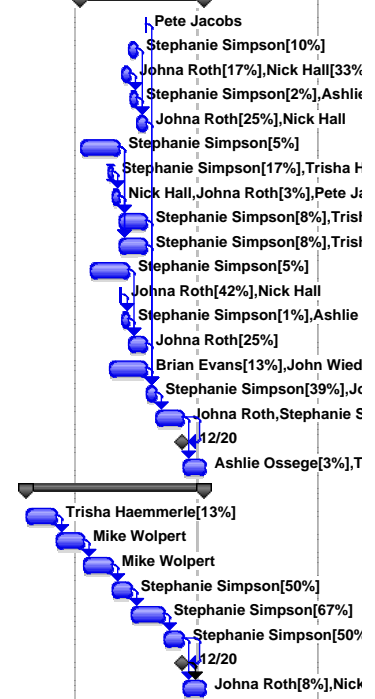 Pete Jacobs
Stephanie Simpson[10%]
Johna Roth[17%],Nick Hall[33%
Stephanie Simpson[2%],Ashlie
Johna Roth[25%],Nick Hall
Stephanie Simpson[5%]
Stephanie Simpson[17%],Trisha H
Nick Hall,Johna Roth[3%],Pete Ja
Stephanie Simpson[8%],Trish
Stephanie Simpson[8%],Trish
Stephanie Simpson[5%]
Johna Roth[42%],Nick Hall
Stephanie Simpson[1%],Ashlie
Johna Roth[25%]
Brian Evans[13%],John Wied
Stephanie Simpson[39%],Jo
Johna Roth,Stephanie S
12/20
Ashlie Ossege[3%],T
Trisha Haemmerle[13%]
Mike Wolpert
Mike Wolpert
Stephanie Simpson[50%]
Stephanie Simpson[67%]
Stephanie Simpson[50%
12/20
Johna Roth[8%],Nick